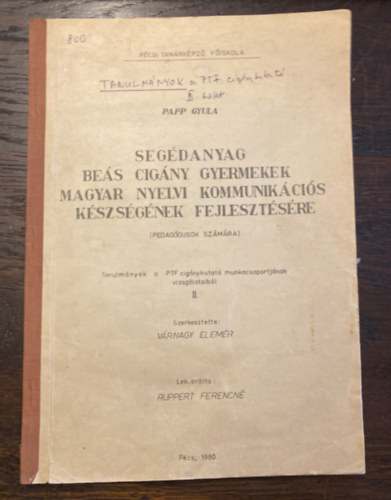 800
PÉCSI TANÁRKÉPZŐ FŐISKOLA
TANULMÁNYOK a PTF cigánykutató...
II. kötet
PAPP GYULA
SEGÉDANYAG
BEÁS CIGÁNY GYERMEKEK
MAGYAR NYELVI KOMMUNIKÁCIÓS
KÉSZSÉGÉNEK FEJLESZTÉSÉRE
(PEDAGÓGUSOK SZÁMÁRA)
Tanulmányok a PTF cigánykutató munkacsoportjának
vizsgálataiból
II.
Szerkesztette:
VÁRNAGY ELEMÉR
Lektorálta:
RUPPERT FERENCNÉ
Pécs, 1980